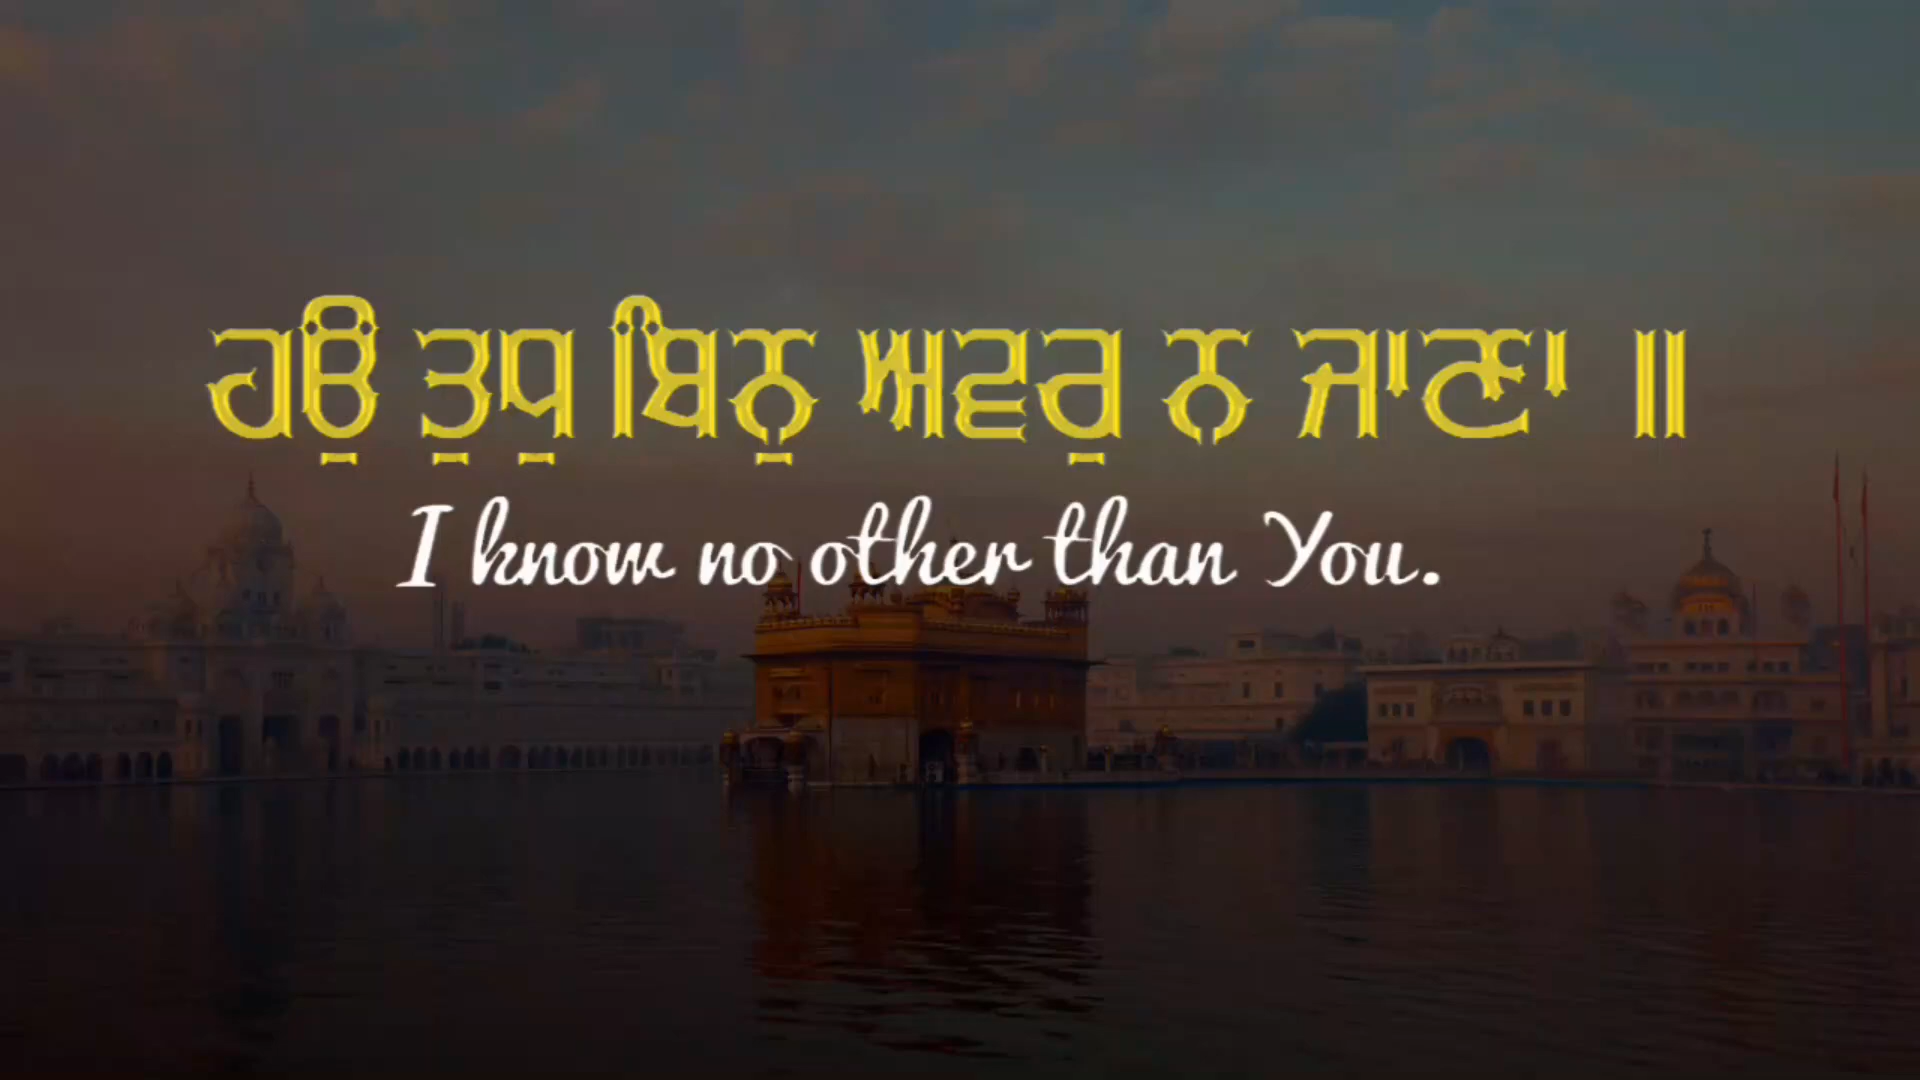 ਹਉ ਤੁਧੁ ਬਿਨੁ ਅਵਰੁ ਨ ਜਾਣਾ ॥
I know no other than You.